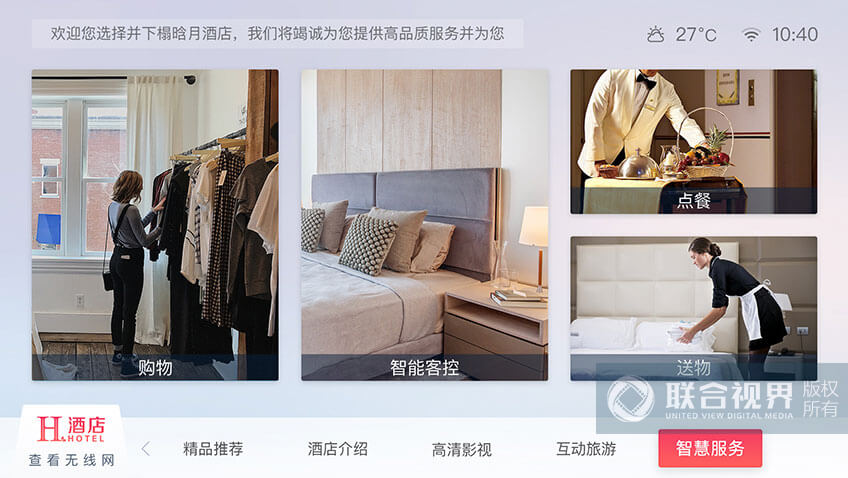 欢迎您选择并下榻晗月酒店，我们将竭诚为您提供高品质服务并为您
27°C
10:40
购物
智能客控
点餐
送物
联合视界
UNITED VIEW DIGITAL MEDIA
版权
所有
H&HOTEL
酒店
查看无线网
精品推荐
酒店介绍
高清影视
互动旅游
智慧服务